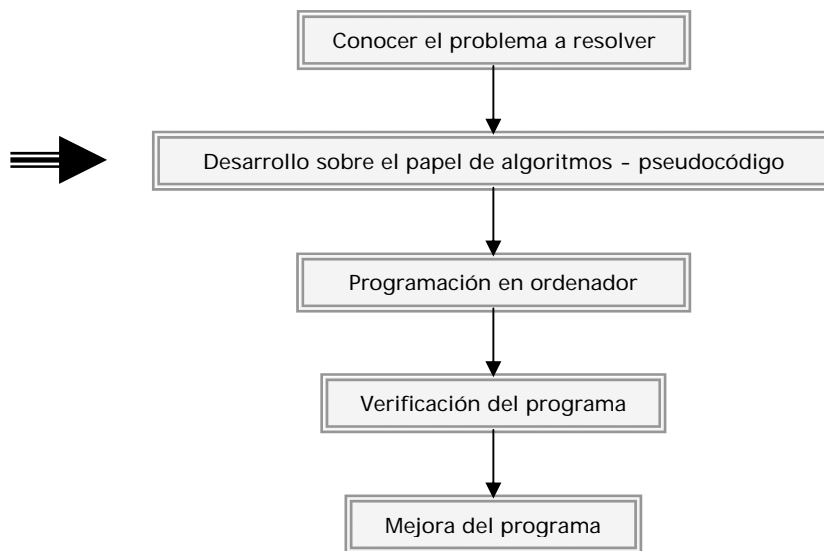 Conocer el problema a resolver
Desarrollo sobre el papel de algoritmos – pseudocódigo
Programación en ordenador
Verificación del programa
Mejora del programa